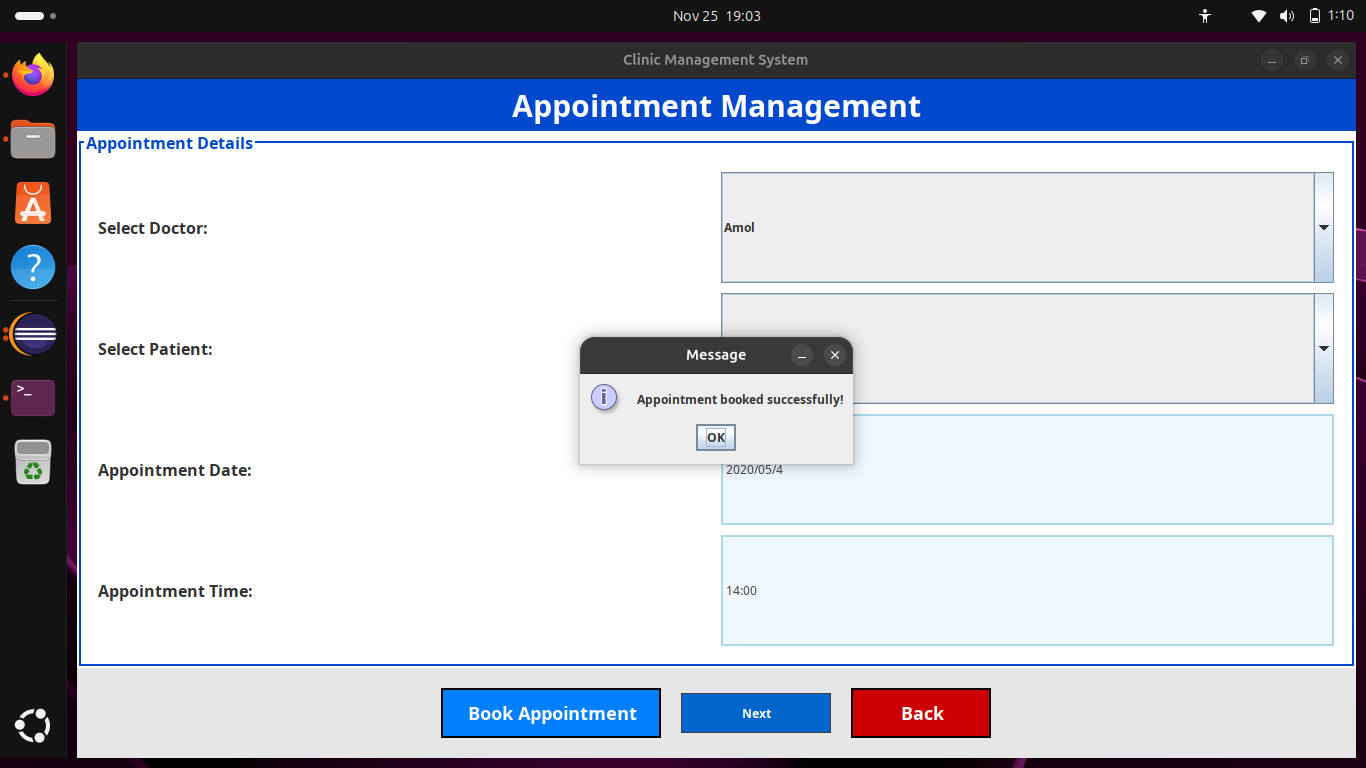 Nov 25 19:03
1:10
Clinic Management System
Appointment Management
Appointment Details
Select Doctor:
Amol
Select Patient:
Message
Appointment booked successfully!
OK
Appointment Date:
2020/05/4
Appointment Time:
14:00
Book Appointment
Next
Back